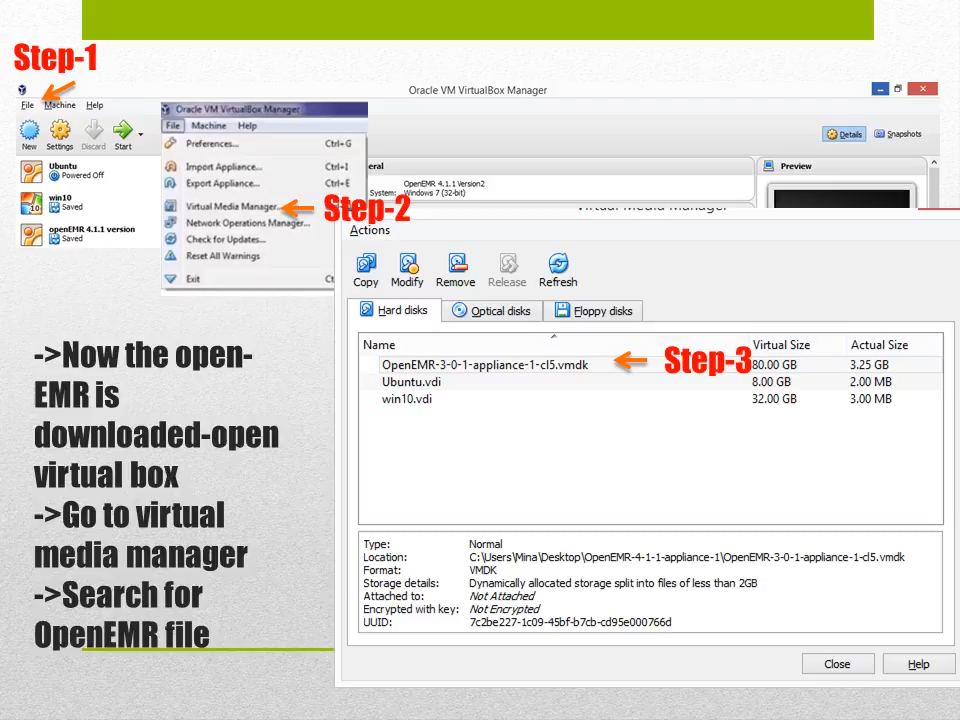 Step-1
Oracle VM VirtualBox Manager
File Machine Help
New Settings Discard Start
Details Snapshots
Ubuntu
Powered Off
win10
Saved
openEMR 4.1.1 version
Saved
Oracle VM VirtualBox Manager
File Machine Help
Preferences... Ctrl+G
Import Appliance... Ctrl+I
Export Appliance... Ctrl+E
Virtual Media Manager...
Network Operations Manager...
Check for Updates...
Reset All Warnings
Exit Ct
Step-2
eral
OpenEMR 4.1.1 Version2
System: Windows 7 (32-bit)
Preview
Virtual Media Manager
Actions
Copy Modify Remove Release Refresh
Hard disks Optical disks Floppy disks
Name Virtual Size Actual Size
OpenEMR-3-0-1-appliance-1-cl5.vmdk 80.00 GB 3.25 GB
Step-3
Ubuntu.vdi 8.00 GB 2.00 MB
win10.vdi 32.00 GB 3.00 MB
Type: Normal
Location: C:\Users\Mina\Desktop\OpenEMR-4-1-1-appliance-1\OpenEMR-3-0-1-appliance-1-cl5.vmdk
Format: VMDK
Storage details: Dynamically allocated storage split into files of less than 2GB
Attached to: Not Attached
Encrypted with key: Not Encrypted
UUID: 7c2be227-1c09-45bf-b7cb-cd95e000766d
Close Help
->Now the open-
EMR is
downloaded-open
virtual box
->Go to virtual
media manager
->Search for
OpenEMR file